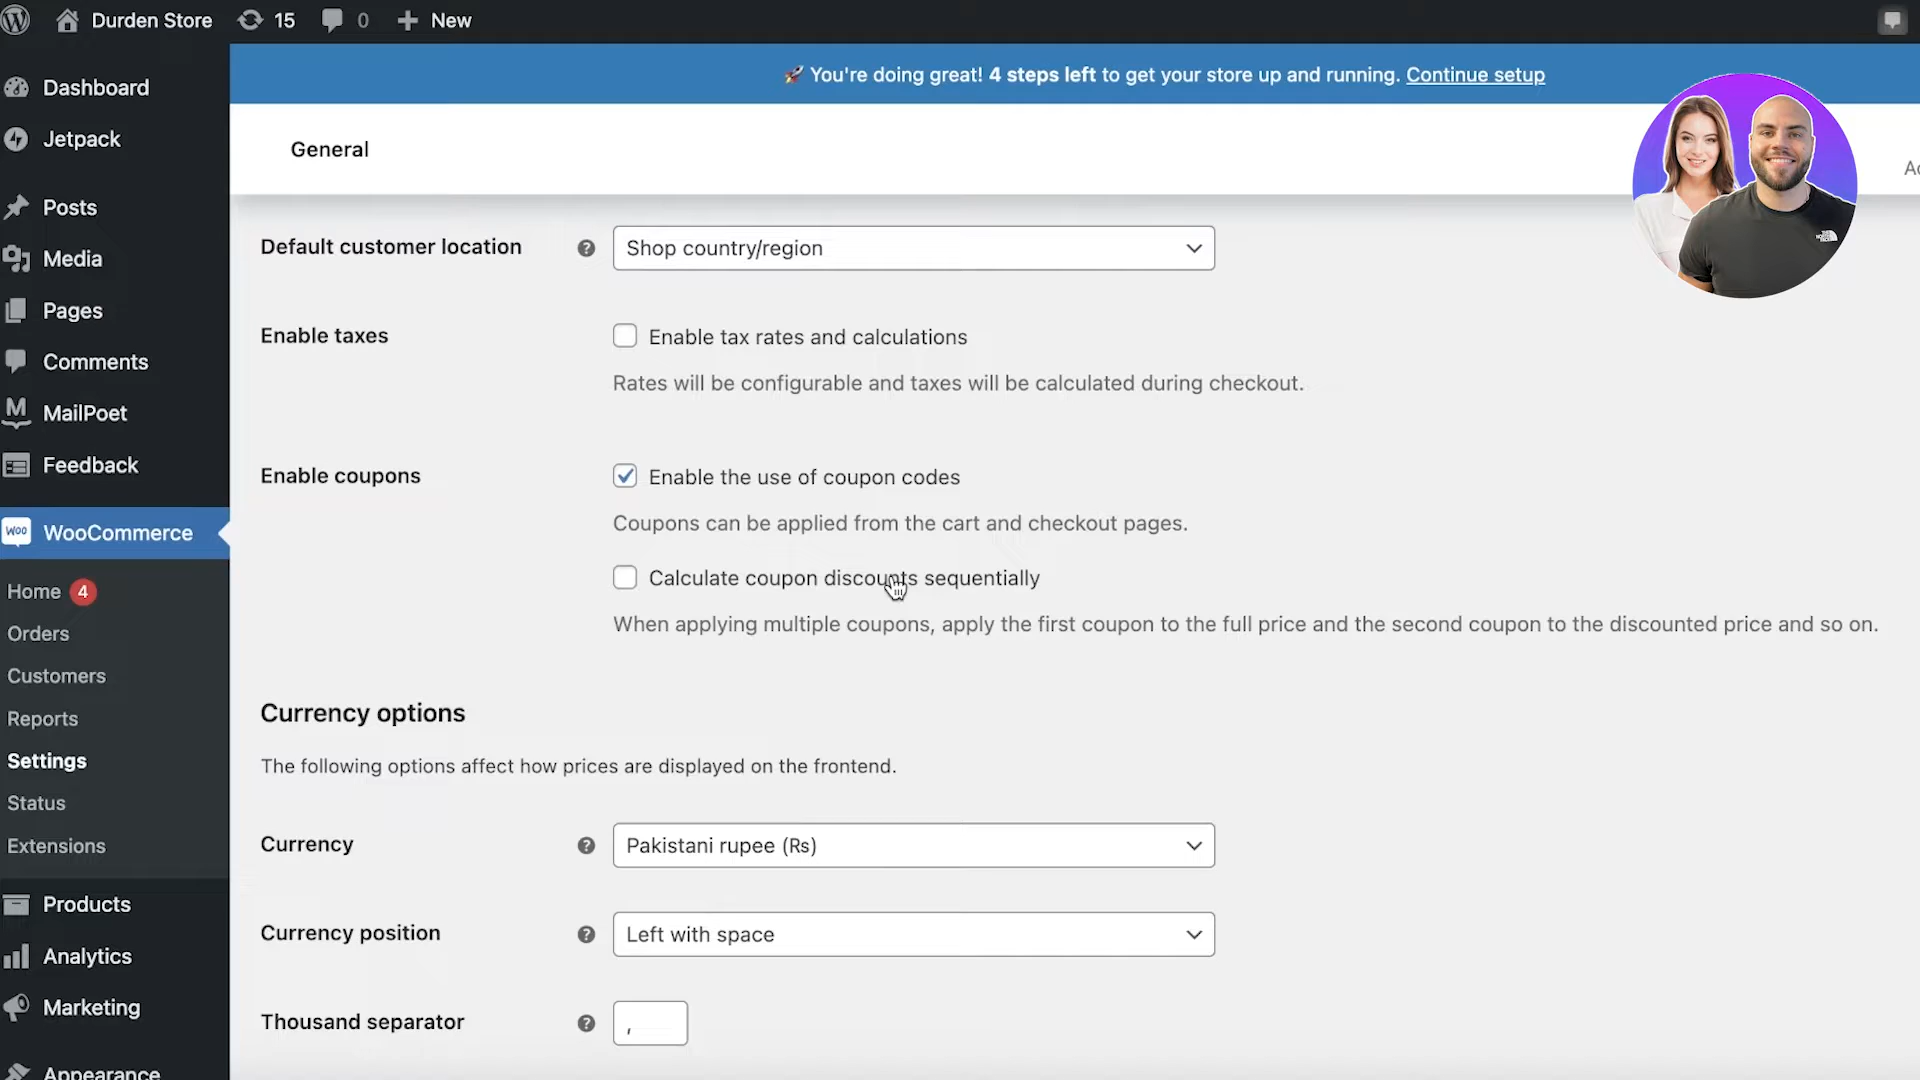 Durden Store 15 0 New
🚀 You're doing great! 4 steps left to get your store up and running. Continue setup
Dashboard
Jetpack
Posts
Media
Pages
Comments
MailPoet
Feedback
WooCommerce
Home 4
Orders
Customers
Reports
Settings
Status
Extensions
Products
Analytics
Marketing
Appearance
General
Default customer location Shop country/region
Enable taxes Enable tax rates and calculations
Rates will be configurable and taxes will be calculated during checkout.
Enable coupons Enable the use of coupon codes
Coupons can be applied from the cart and checkout pages.
Calculate coupon discounts sequentially
When applying multiple coupons, apply the first coupon to the full price and the second coupon to the discounted price and so on.
Currency options
The following options affect how prices are displayed on the frontend.
Currency Pakistani rupee (₨)
Currency position Left with space
Thousand separator ,